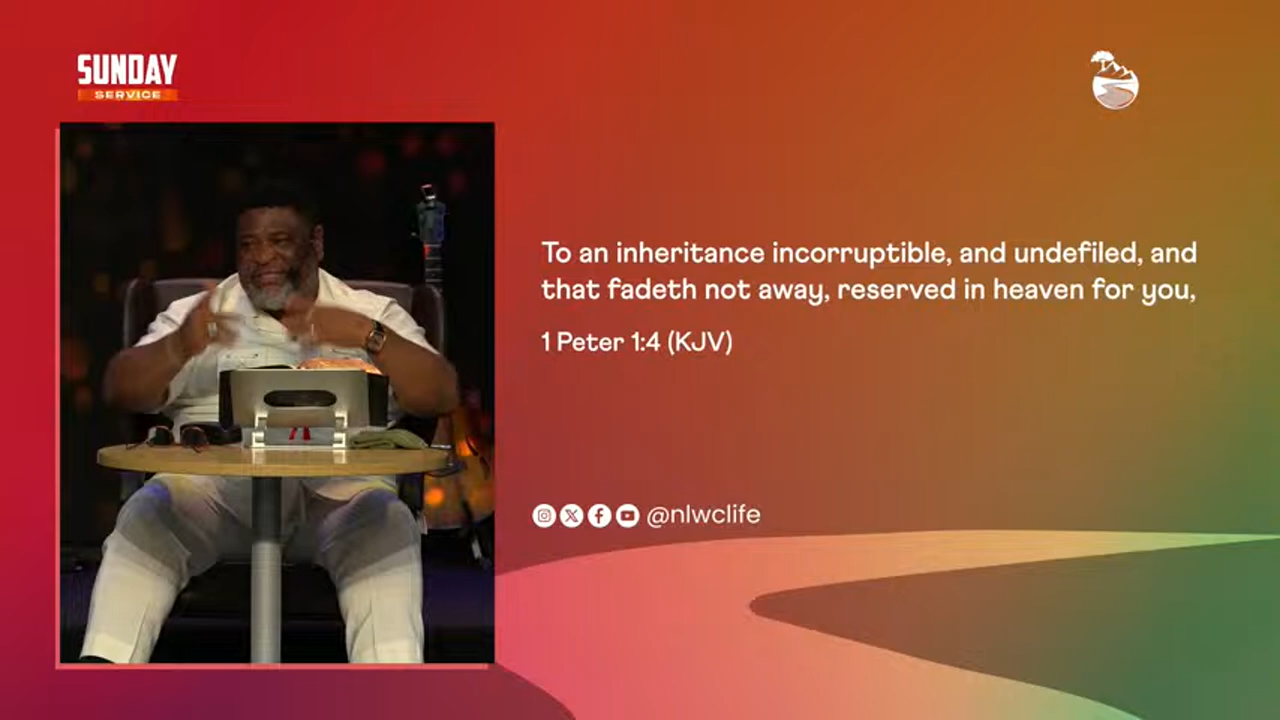 SUNDAY
SERVICE
To an inheritance incorruptible, and undefiled, and
that fadeth not away, reserved in heaven for you,
1 Peter 1:4 (KJV)
@nlwclife